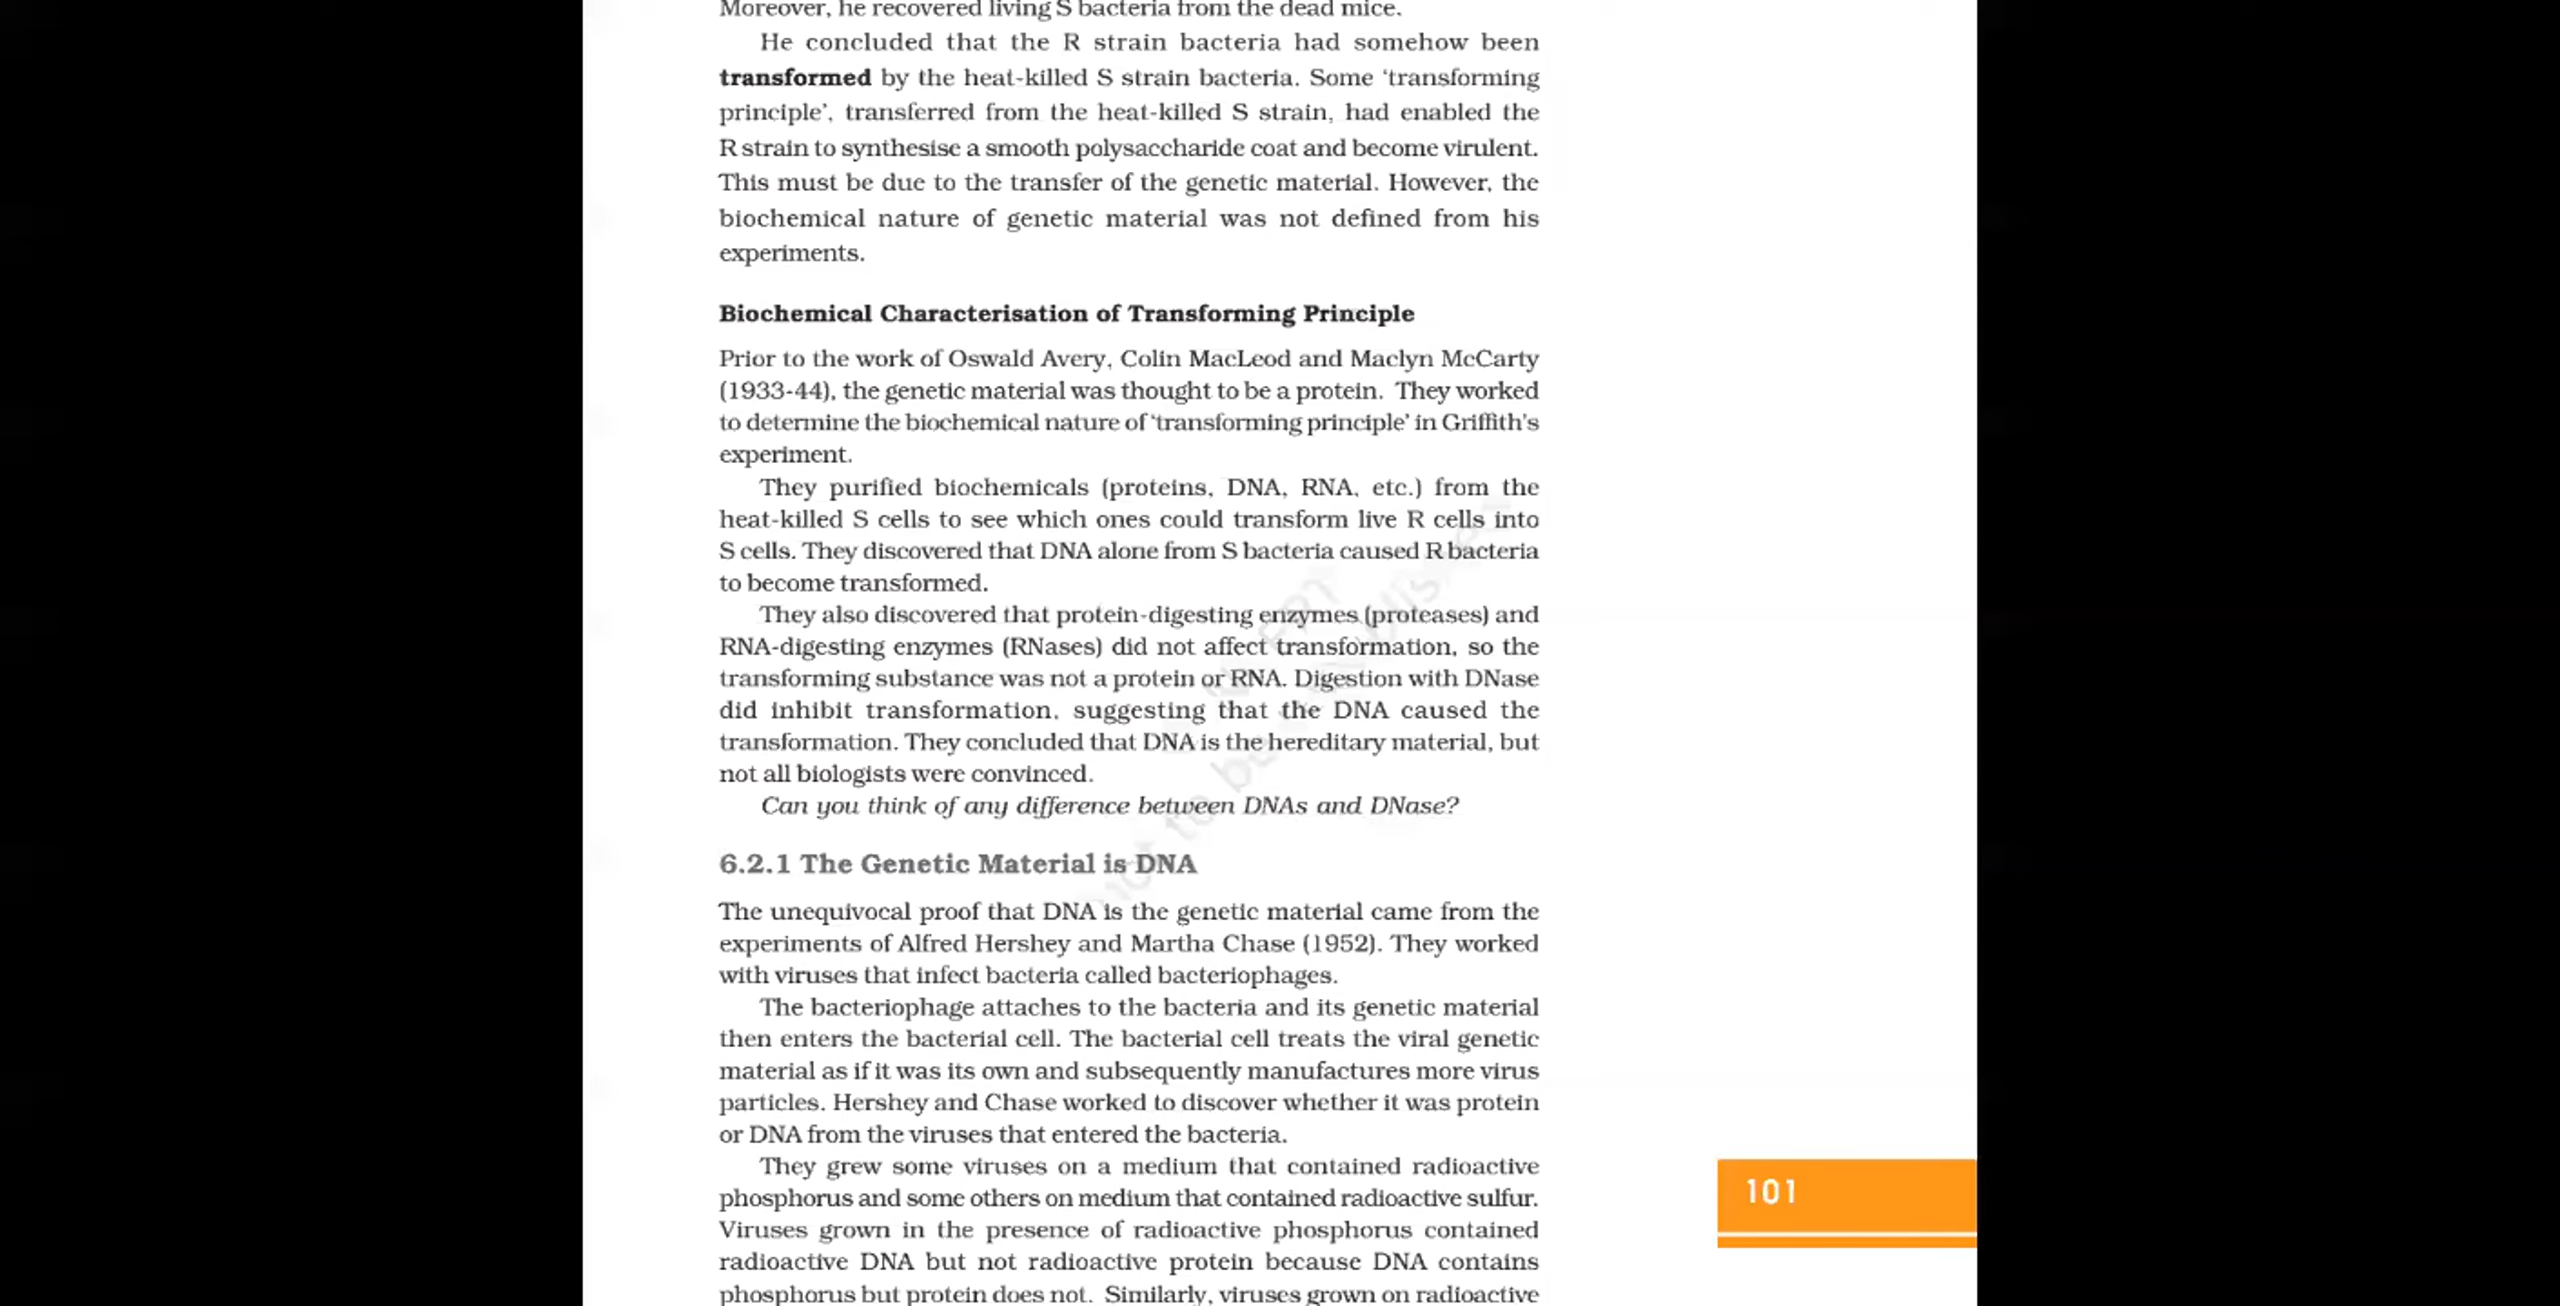 Moreover, he recovered living S bacteria from the dead mice.
He concluded that the R strain bacteria had somehow been
transformed by the heat-killed S strain bacteria. Some ‘transforming
principle’, transferred from the heat-killed S strain, had enabled the
R strain to synthesise a smooth polysaccharide coat and become virulent.
This must be due to the transfer of the genetic material. However, the
biochemical nature of genetic material was not defined from his
experiments.
Biochemical Characterisation of Transforming Principle
Prior to the work of Oswald Avery, Colin MacLeod and Maclyn McCarty
(1933-44), the genetic material was thought to be a protein. They worked
to determine the biochemical nature of ‘transforming principle’ in Griffith's
experiment.
They purified biochemicals (proteins, DNA, RNA, etc.) from the
heat-killed S cells to see which ones could transform live R cells into
S cells. They discovered that DNA alone from S bacteria caused R bacteria
to become transformed.
They also discovered that protein-digesting enzymes (proteases) and
RNA-digesting enzymes (RNases) did not affect transformation, so the
transforming substance was not a protein or RNA. Digestion with DNase
did inhibit transformation, suggesting that the DNA caused the
transformation. They concluded that DNA is the hereditary material, but
not all biologists were convinced.
Can you think of any difference between DNAs and DNase?
6.2.1 The Genetic Material is DNA
The unequivocal proof that DNA is the genetic material came from the
experiments of Alfred Hershey and Martha Chase (1952). They worked
with viruses that infect bacteria called bacteriophages.
The bacteriophage attaches to the bacteria and its genetic material
then enters the bacterial cell. The bacterial cell treats the viral genetic
material as if it was its own and subsequently manufactures more virus
particles. Hershey and Chase worked to discover whether it was protein
or DNA from the viruses that entered the bacteria.
They grew some viruses on a medium that contained radioactive
phosphorus and some others on medium that contained radioactive sulfur.
Viruses grown in the presence of radioactive phosphorus contained
radioactive DNA but not radioactive protein because DNA contains
phosphorus but protein does not. Similarly, viruses grown on radioactive
101